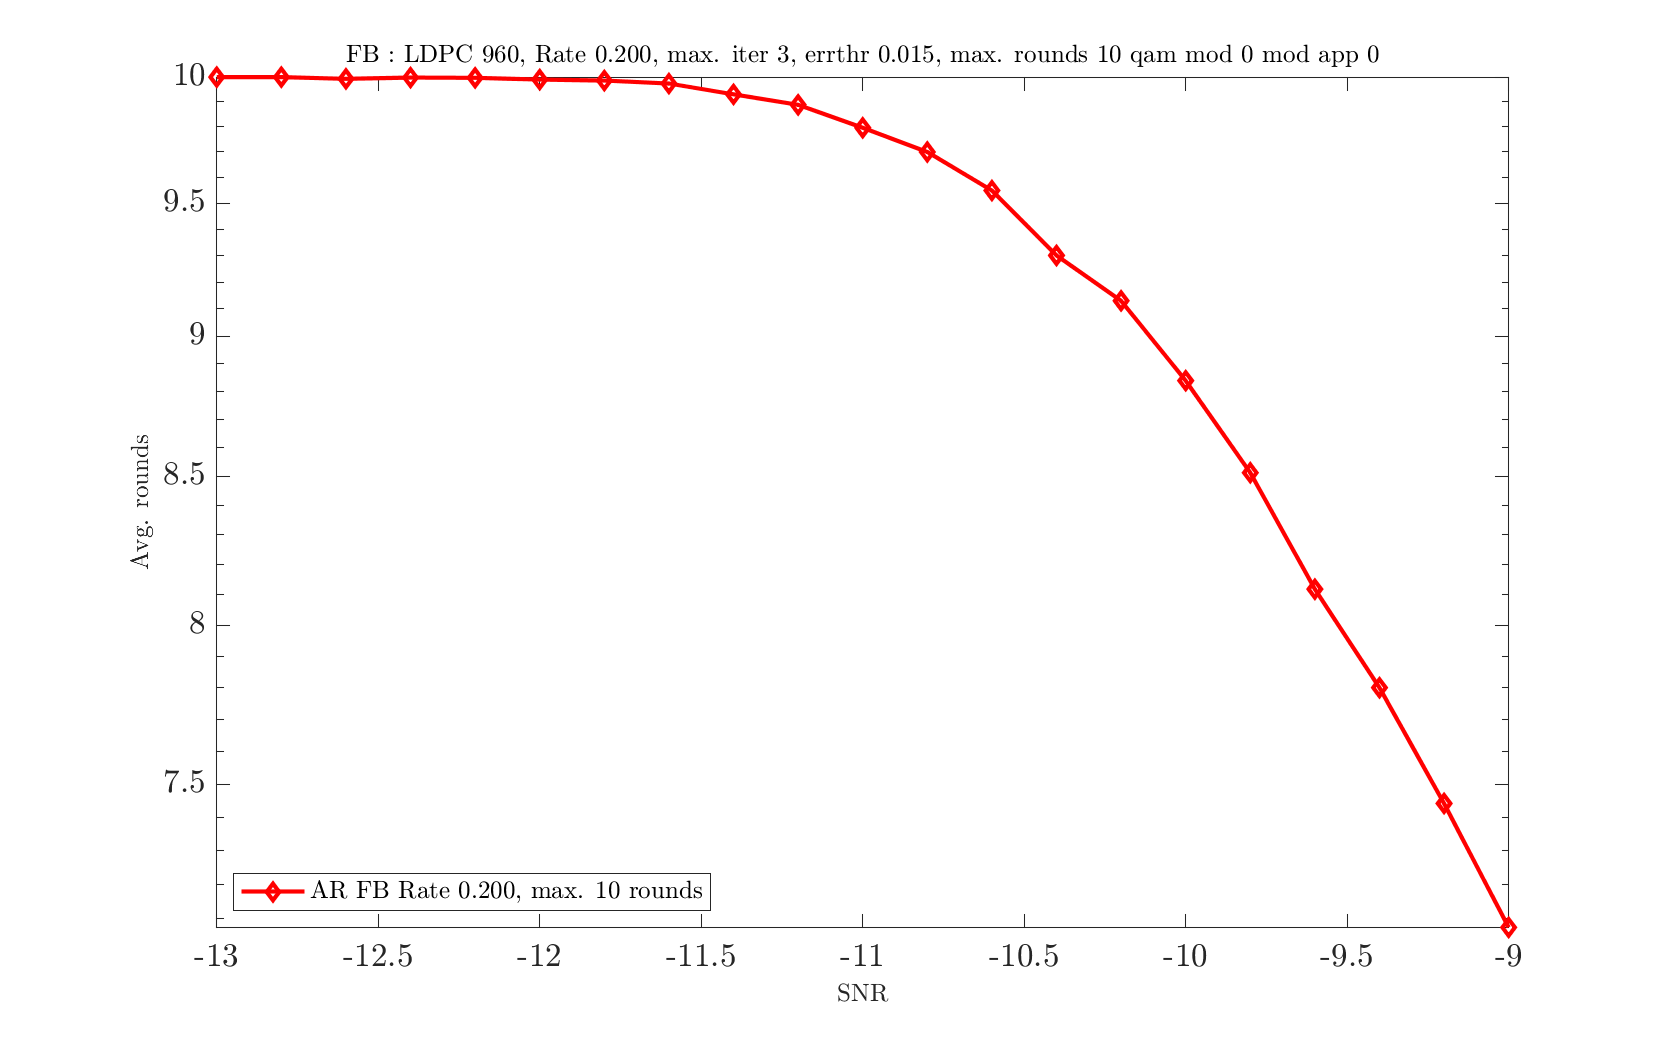 FB : LDPC 960, Rate 0.200, max. iter 3, errthr 0.015, max. rounds 10 qam mod 0 mod app 0
10
9.5
9
8.5
8
7.5
Avg. rounds
AR FB Rate 0.200, max. 10 rounds
-13 -12.5 -12 -11.5 -11 -10.5 -10 -9.5 -9
SNR